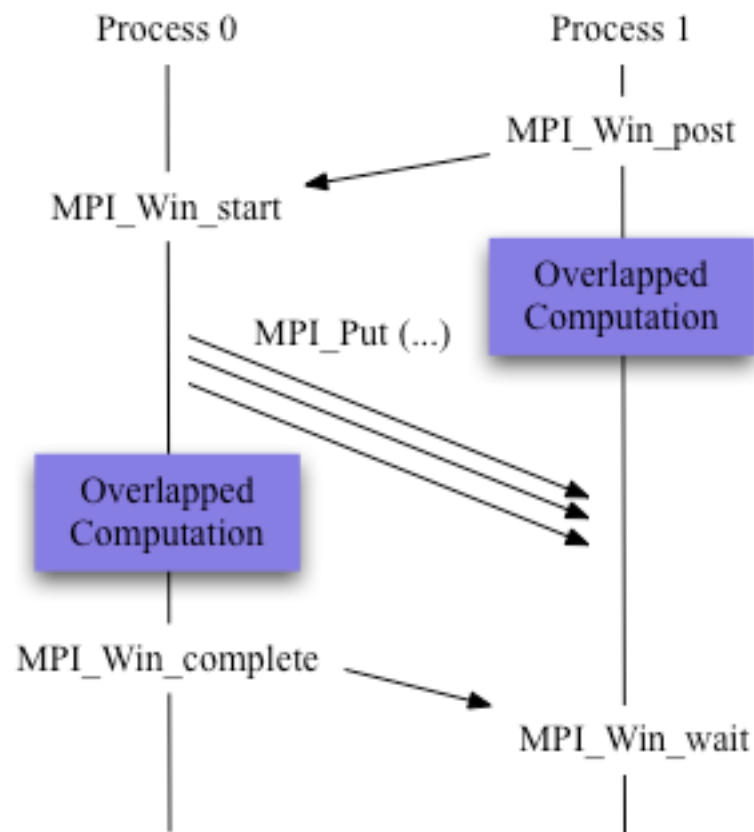 Process 0
Process 1
MPI_Win_post
MPI_Win_start
Overlapped
Computation
MPI_Put (...)
Overlapped
Computation
MPI_Win_complete
MPI_Win_wait